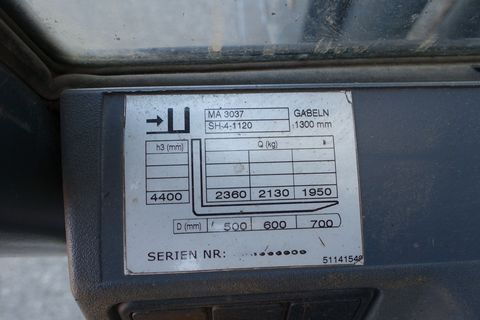 MA 3037 GABELN
SH-4-1120 1300 mm
h3 (mm) Q (kg)
4400 2360 2130 1950
D (mm) 500 600 700
SERIEN NR: